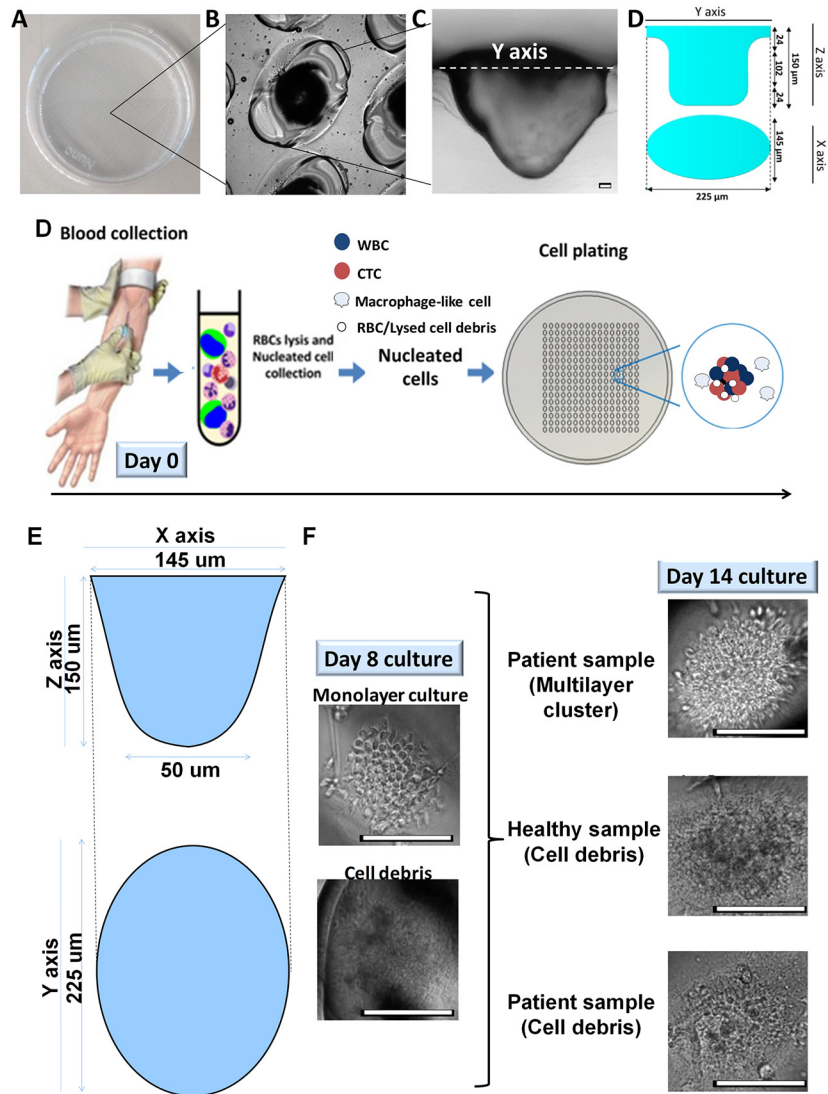 A
B
C
D
Nunc
Y axis
Y axis
24
102
24
150 µm
Z axis
145 µm
X axis
225 µm
D
Blood collection
Day 0
RBCs lysis and
Nucleated cell
collection
Nucleated
cells
WBC
CTC
Macrophage-like cell
RBC/Lysed cell debris
Cell plating
E
X axis
145 um
Z axis
150 um
50 um
Y axis
225 um
F
Day 8 culture
Monolayer culture
Cell debris
Day 14 culture
Patient sample
(Multilayer
cluster)
Healthy sample
(Cell debris)
Patient sample
(Cell debris)